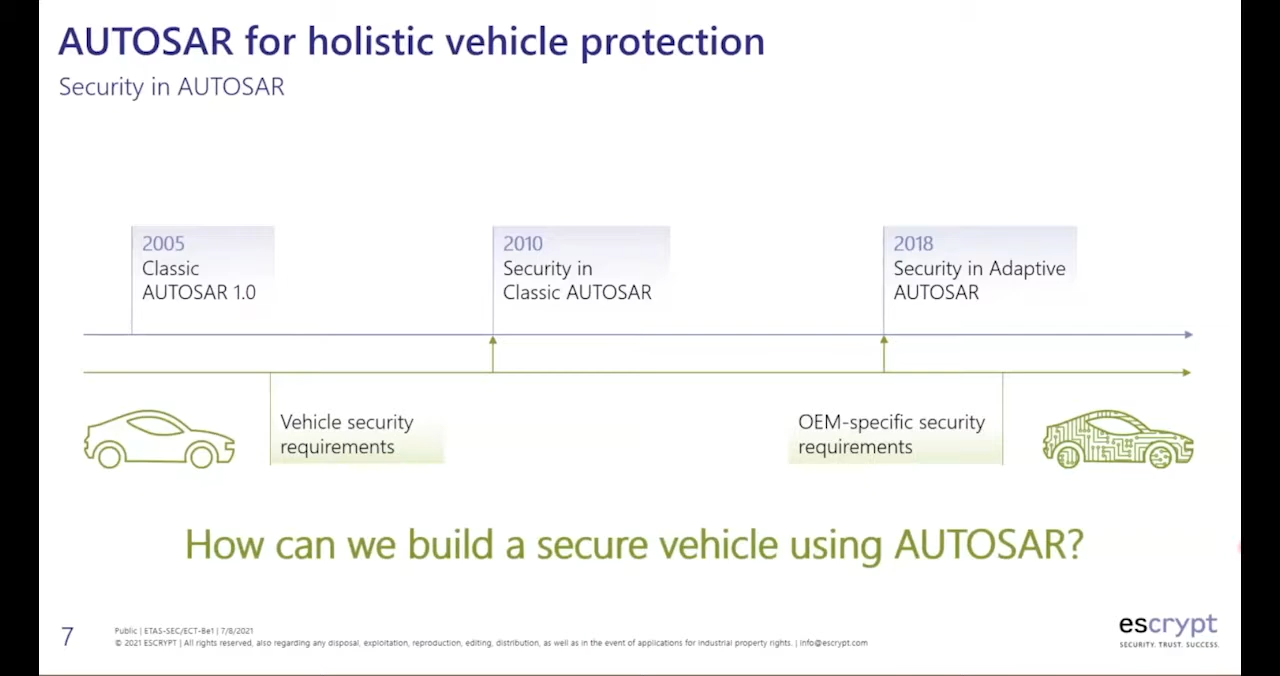 AUTOSAR for holistic vehicle protection
Security in AUTOSAR
2005
Classic
AUTOSAR 1.0
2010
Security in
Classic AUTOSAR
2018
Security in Adaptive
AUTOSAR
Vehicle security
requirements
OEM-specific security
requirements
How can we build a secure vehicle using AUTOSAR?
7
Public | ETAS-SEC/ECT-Be1 | 7/8/2021
© 2021 ESCRYPT | All rights reserved, also regarding any disposal, exploitation, reproduction, editing, distribution, as well as in the event of applications for industrial property rights. | info@escrypt.com
escrypt
SECURITY. TRUST. SUCCESS.